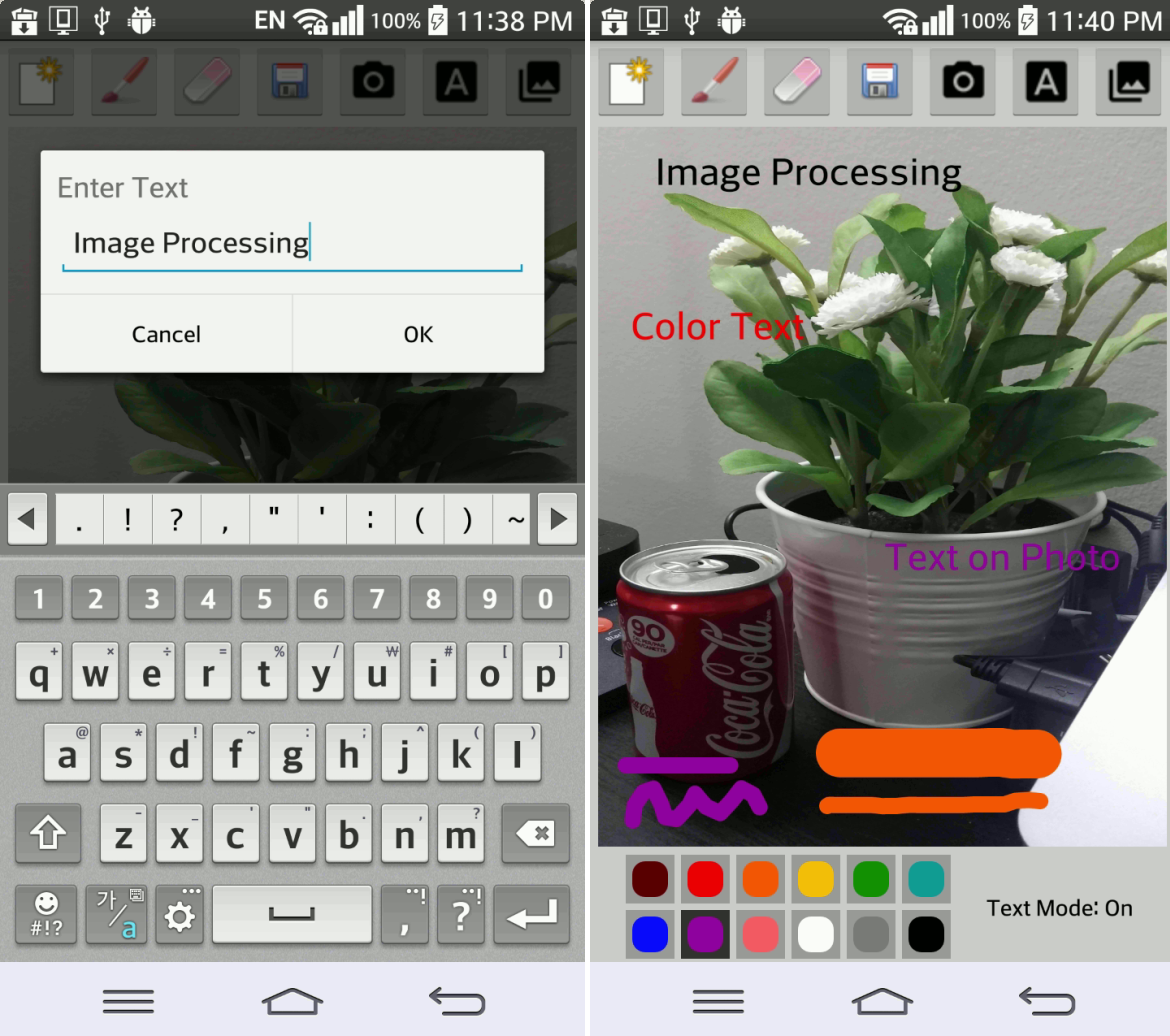 EN 100% 11:38 PM
A
Enter Text
Image Processing
Cancel
OK
. ! ? , " ' : ( ) ~
1 2 3 4 5 6 7 8 9 0
q + w × e ÷ r = t % y / u ₩ i # o [ p ]
a @ s * d ! f ~ g : h ; j ^ k ( l )
z - x _ c ' v " b . n , m ?
#!? 가/a , ...! ? ...!
100% 11:40 PM
A
Image Processing
Color Text
Text on Photo
90
Coca-Cola
Text Mode: On